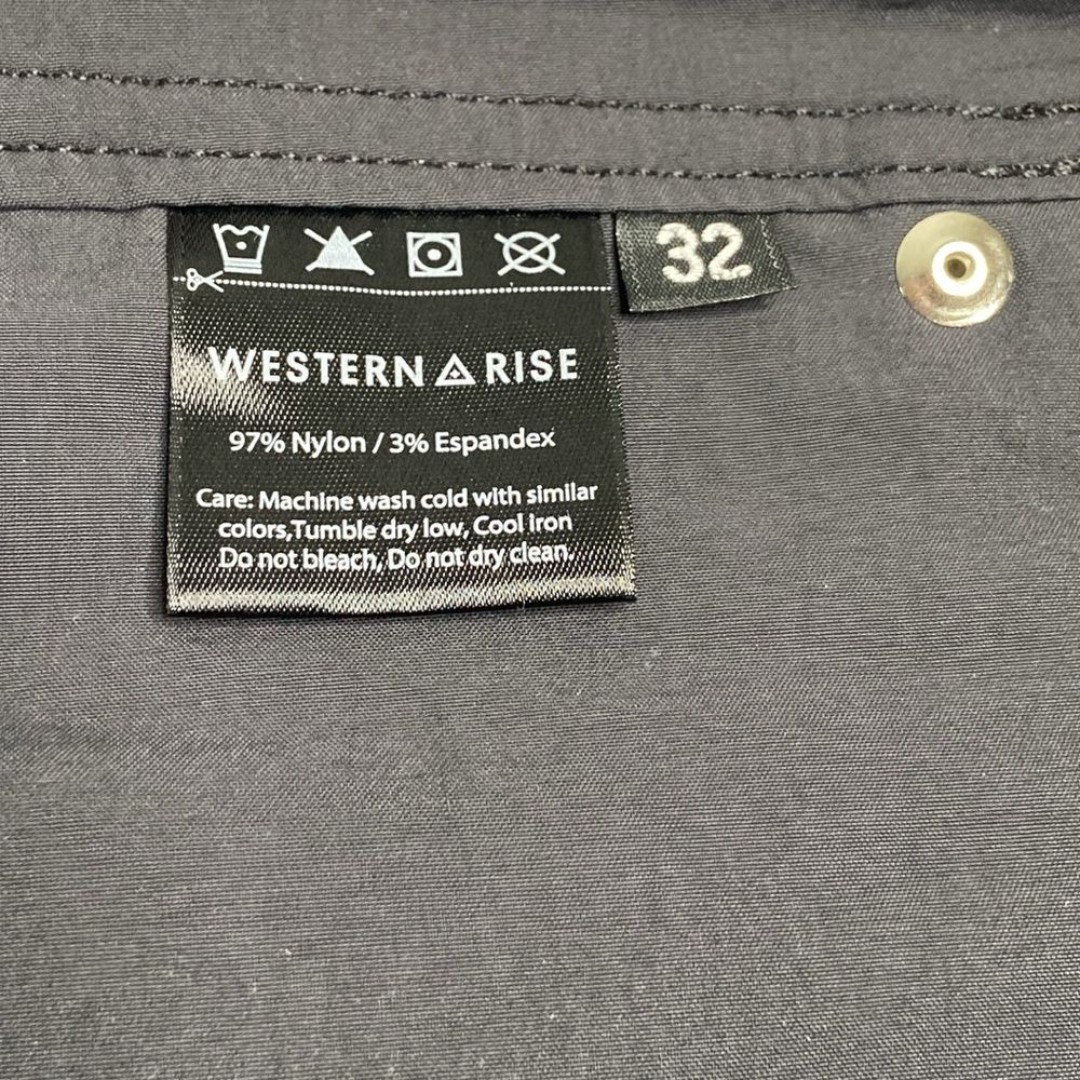 32
WESTERN RISE
97% Nylon / 3% Espandex
Care: Machine wash cold with similar
colors,Tumble dry low, Cool Iron
Do not bleach, Do not dry clean.